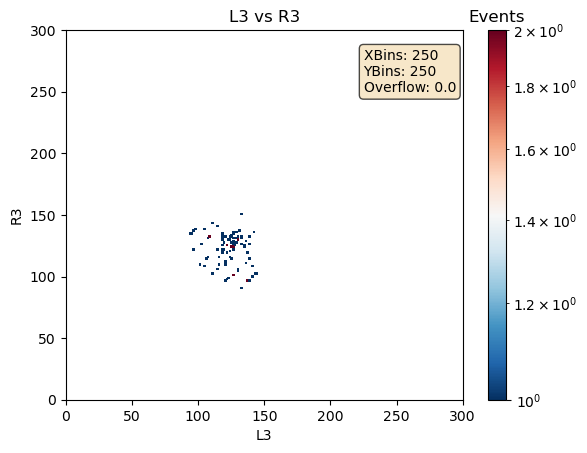 L3 vs R3
Events
XBins: 250
YBins: 250
Overflow: 0.0
300
250
200
150
100
50
0
R3
0
50
100
150
200
250
300
L3
2 × 10⁰
1.8 × 10⁰
1.6 × 10⁰
1.4 × 10⁰
1.2 × 10⁰
10⁰